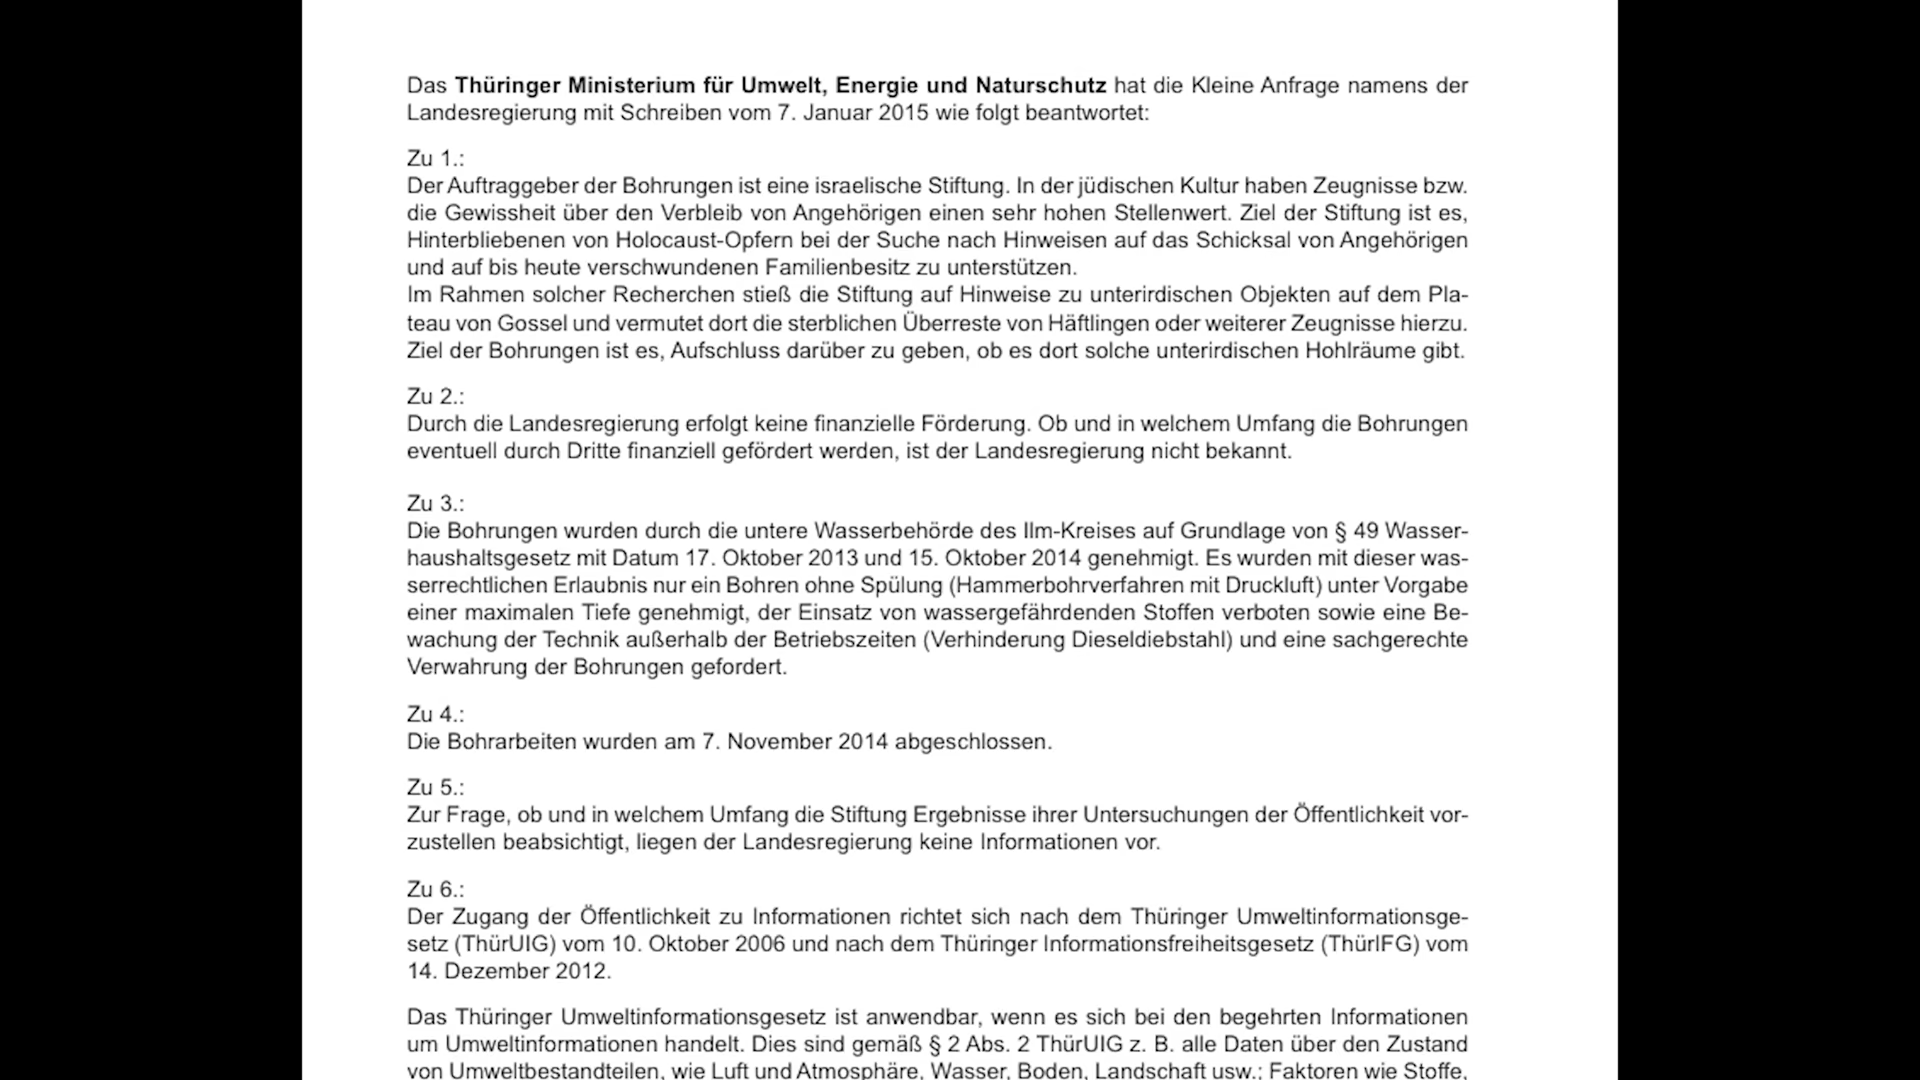 Das Thüringer Ministerium für Umwelt, Energie und Naturschutz hat die Kleine Anfrage namens der
Landesregierung mit Schreiben vom 7. Januar 2015 wie folgt beantwortet:
Zu 1.:
Der Auftraggeber der Bohrungen ist eine israelische Stiftung. In der jüdischen Kultur haben Zeugnisse bzw.
die Gewissheit über den Verbleib von Angehörigen einen sehr hohen Stellenwert. Ziel der Stiftung ist es,
Hinterbliebenen von Holocaust-Opfern bei der Suche nach Hinweisen auf das Schicksal von Angehörigen
und auf bis heute verschwundenen Familienbesitz zu unterstützen.
Im Rahmen solcher Recherchen stieß die Stiftung auf Hinweise zu unterirdischen Objekten auf dem Pla-
teau von Gossel und vermutet dort die sterblichen Überreste von Häftlingen oder weiterer Zeugnisse hierzu.
Ziel der Bohrungen ist es, Aufschluss darüber zu geben, ob es dort solche unterirdischen Hohlräume gibt.
Zu 2.:
Durch die Landesregierung erfolgt keine finanzielle Förderung. Ob und in welchem Umfang die Bohrungen
eventuell durch Dritte finanziell gefördert werden, ist der Landesregierung nicht bekannt.
Zu 3.:
Die Bohrungen wurden durch die untere Wasserbehörde des Ilm-Kreises auf Grundlage von § 49 Wasser-
haushaltsgesetz mit Datum 17. Oktober 2013 und 15. Oktober 2014 genehmigt. Es wurden mit dieser was-
serrechtlichen Erlaubnis nur ein Bohren ohne Spülung (Hammerbohrverfahren mit Druckluft) unter Vorgabe
einer maximalen Tiefe genehmigt, der Einsatz von wassergefährdenden Stoffen verboten sowie eine Be-
wachung der Technik außerhalb der Betriebszeiten (Verhinderung Dieseldiebstahl) und eine sachgerechte
Verwahrung der Bohrungen gefordert.
Zu 4.:
Die Bohrarbeiten wurden am 7. November 2014 abgeschlossen.
Zu 5.:
Zur Frage, ob und in welchem Umfang die Stiftung Ergebnisse ihrer Untersuchungen der Öffentlichkeit vor-
zustellen beabsichtigt, liegen der Landesregierung keine Informationen vor.
Zu 6.:
Der Zugang der Öffentlichkeit zu Informationen richtet sich nach dem Thüringer Umweltinformationsge-
setz (ThürUIG) vom 10. Oktober 2006 und nach dem Thüringer Informationsfreiheitsgesetz (ThürIFG) vom
14. Dezember 2012.
Das Thüringer Umweltinformationsgesetz ist anwendbar, wenn es sich bei den begehrten Informationen
um Umweltinformationen handelt. Dies sind gemäß § 2 Abs. 2 ThürUIG z. B. alle Daten über den Zustand
von Umweltbestandteilen, wie Luft und Atmosphäre, Wasser, Boden, Landschaft usw.; Faktoren wie Stoffe,